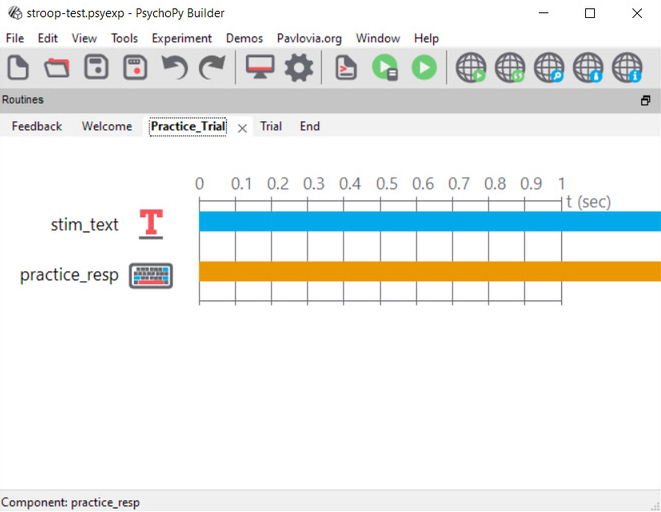 stroop-test.psyexp - PsychoPy Builder
File Edit View Tools Experiment Demos Pavlovia.org Window Help
Routines
Feedback Welcome Practice_Trial Trial End
0 0.1 0.2 0.3 0.4 0.5 0.6 0.7 0.8 0.9 1
t (sec)
stim_text T
practice_resp
Component: practice_resp